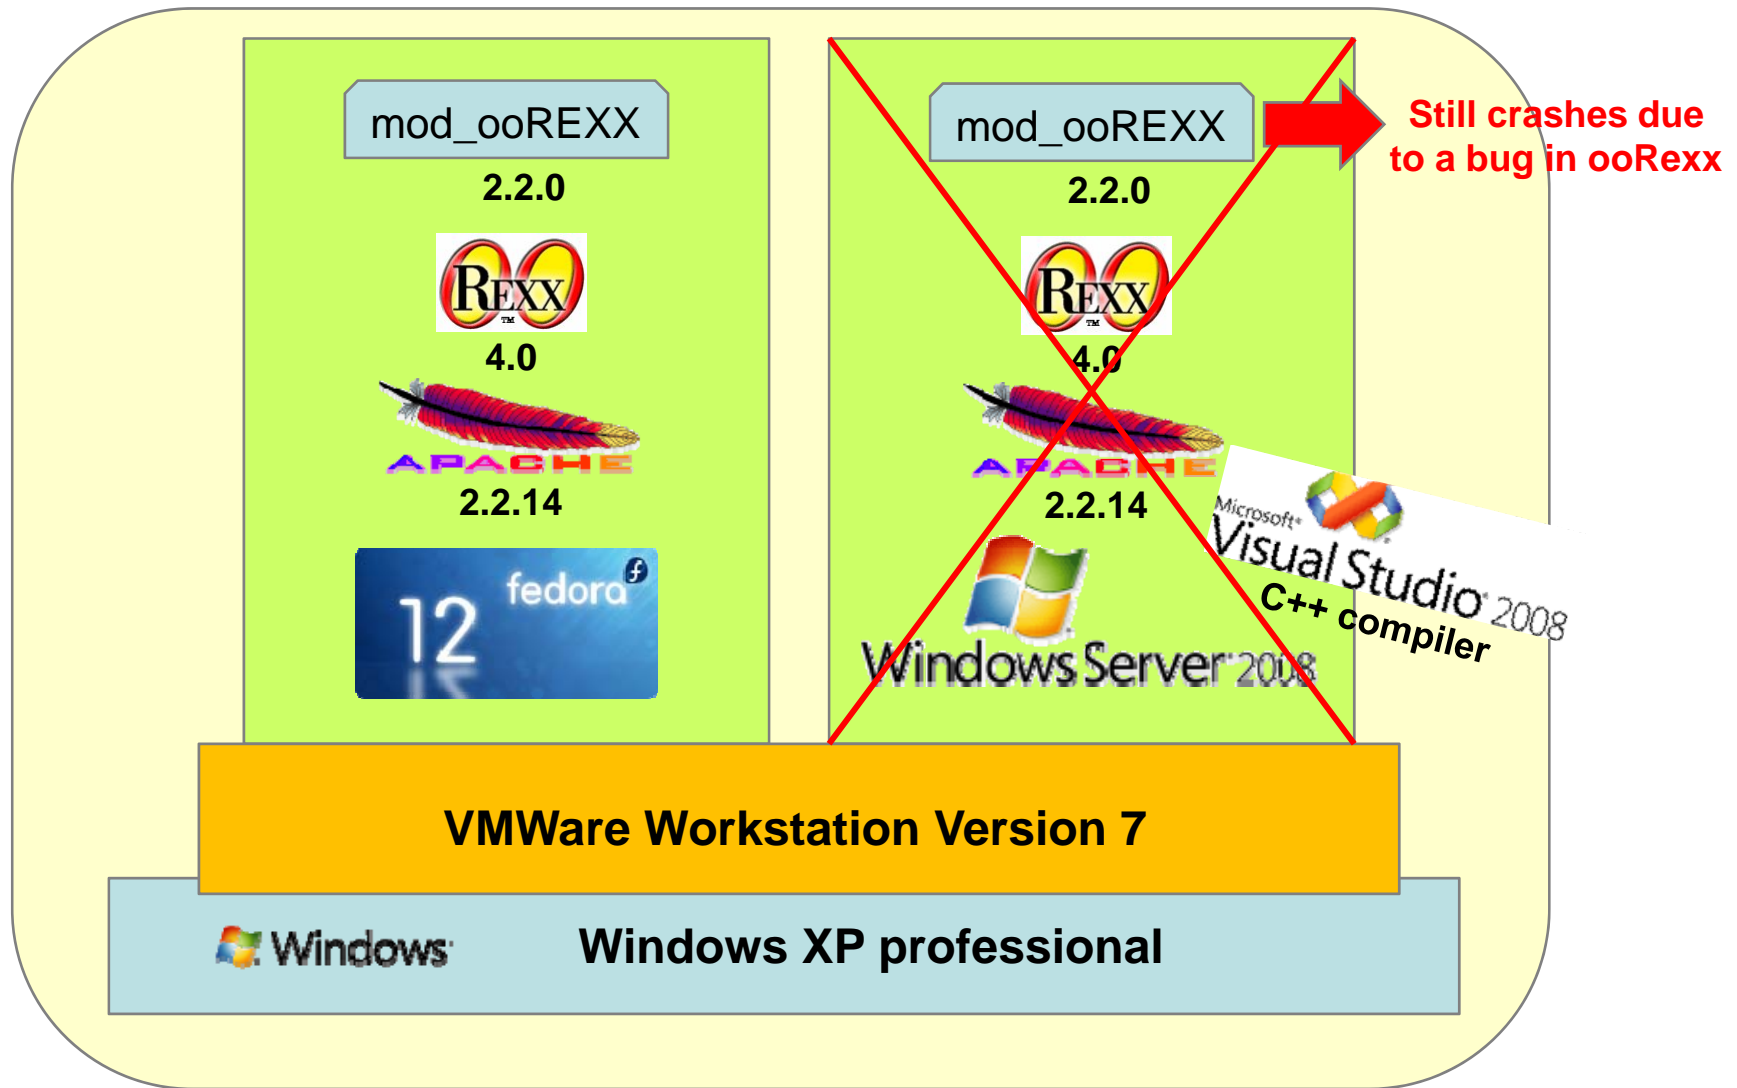 mod_ooREXX
2.2.0
REXX
TM
4.0
APACHE
2.2.14
12 fedora
mod_ooREXX
2.2.0
REXX
TM
4.0
APACHE
2.2.14
Windows Server 2008
Still crashes due
to a bug in ooRexx
Microsoft®
Visual Studio 2008
C++ compiler
VMWare Workstation Version 7
Windows
Windows XP professional